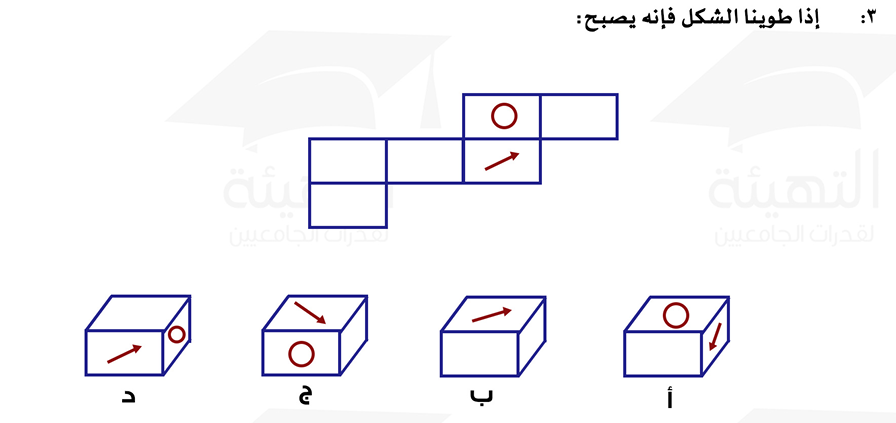 ٣: إذا طوينا الشكل فإنه يصبح:
التهيئة
لقدرات الجامعيين
التهيئة
لقدرات الجامعيين
أ
ب
ج
د